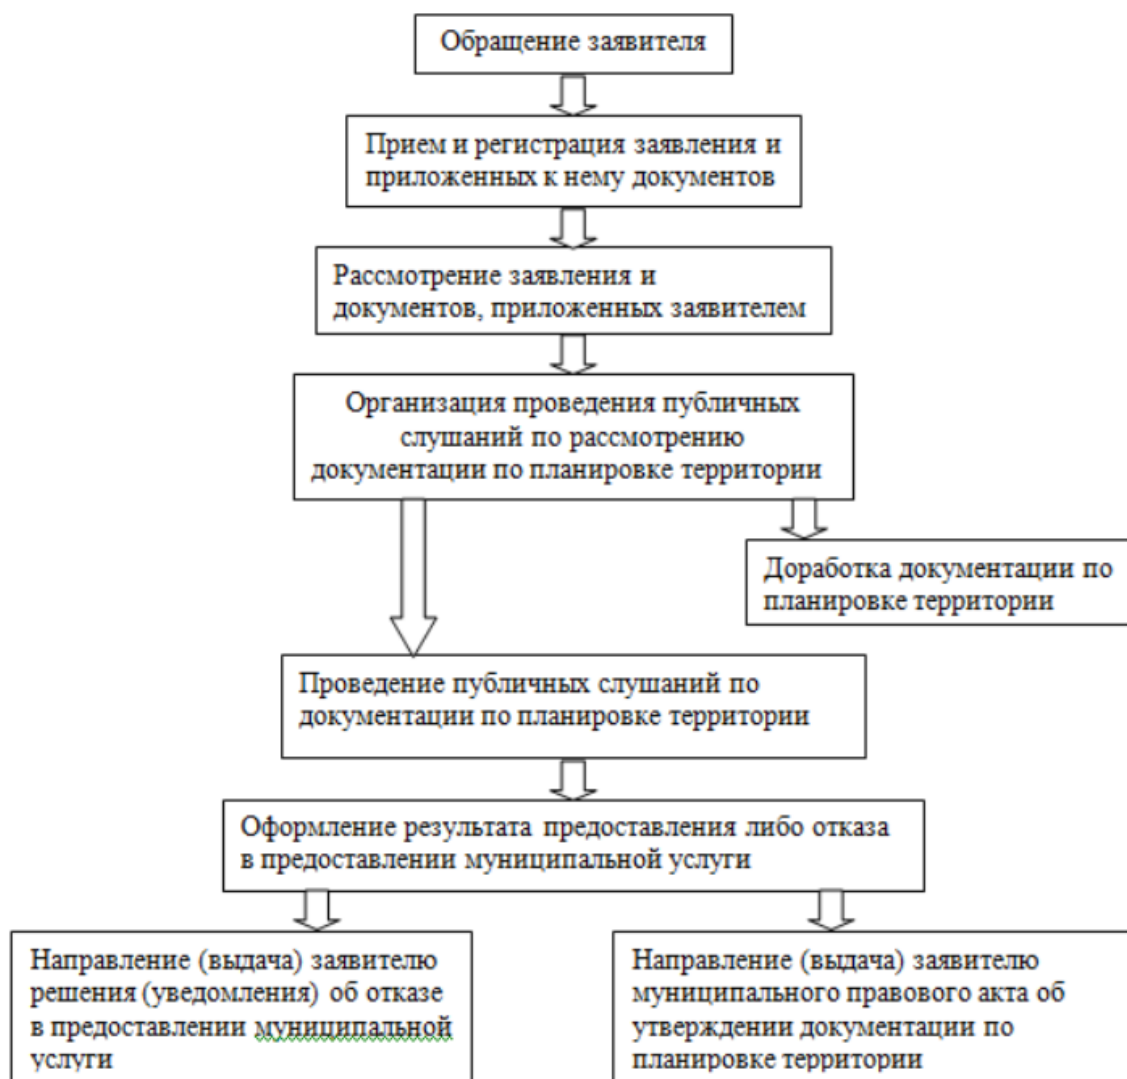 Обращение заявителя
Прием и регистрация заявления и
приложенных к нему документов
Рассмотрение заявления и
документов, приложенных заявителем
Организация проведения публичных
слушаний по рассмотрению
документации по планировке территории
Доработка документации по
планировке территории
Проведение публичных слушаний по
документации по планировке территории
Оформление результата предоставления либо отказа
в предоставлении муниципальной услуги
Направление (выдача) заявителю
решения (уведомления) об отказе
в предоставлении муниципальной
услуги
Направление (выдача) заявителю
муниципального правового акта об
утверждении документации по
планировке территории